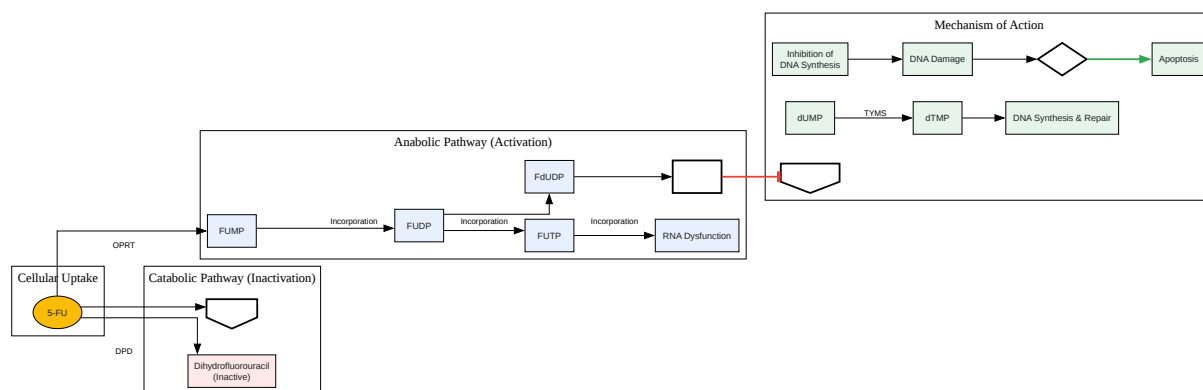 Mechanism of Action
Inhibition of
DNA Synthesis
DNA Damage
Apoptosis
dUMP
TYMS
dTMP
DNA Synthesis & Repair
Anabolic Pathway (Activation)
FdUDP
FUMP
Incorporation
FUDP
Incorporation
FUTP
Incorporation
RNA Dysfunction
OPRT
Cellular Uptake
5-FU
Catabolic Pathway (Inactivation)
DPD
Dihydrofluorouracil
(Inactive)